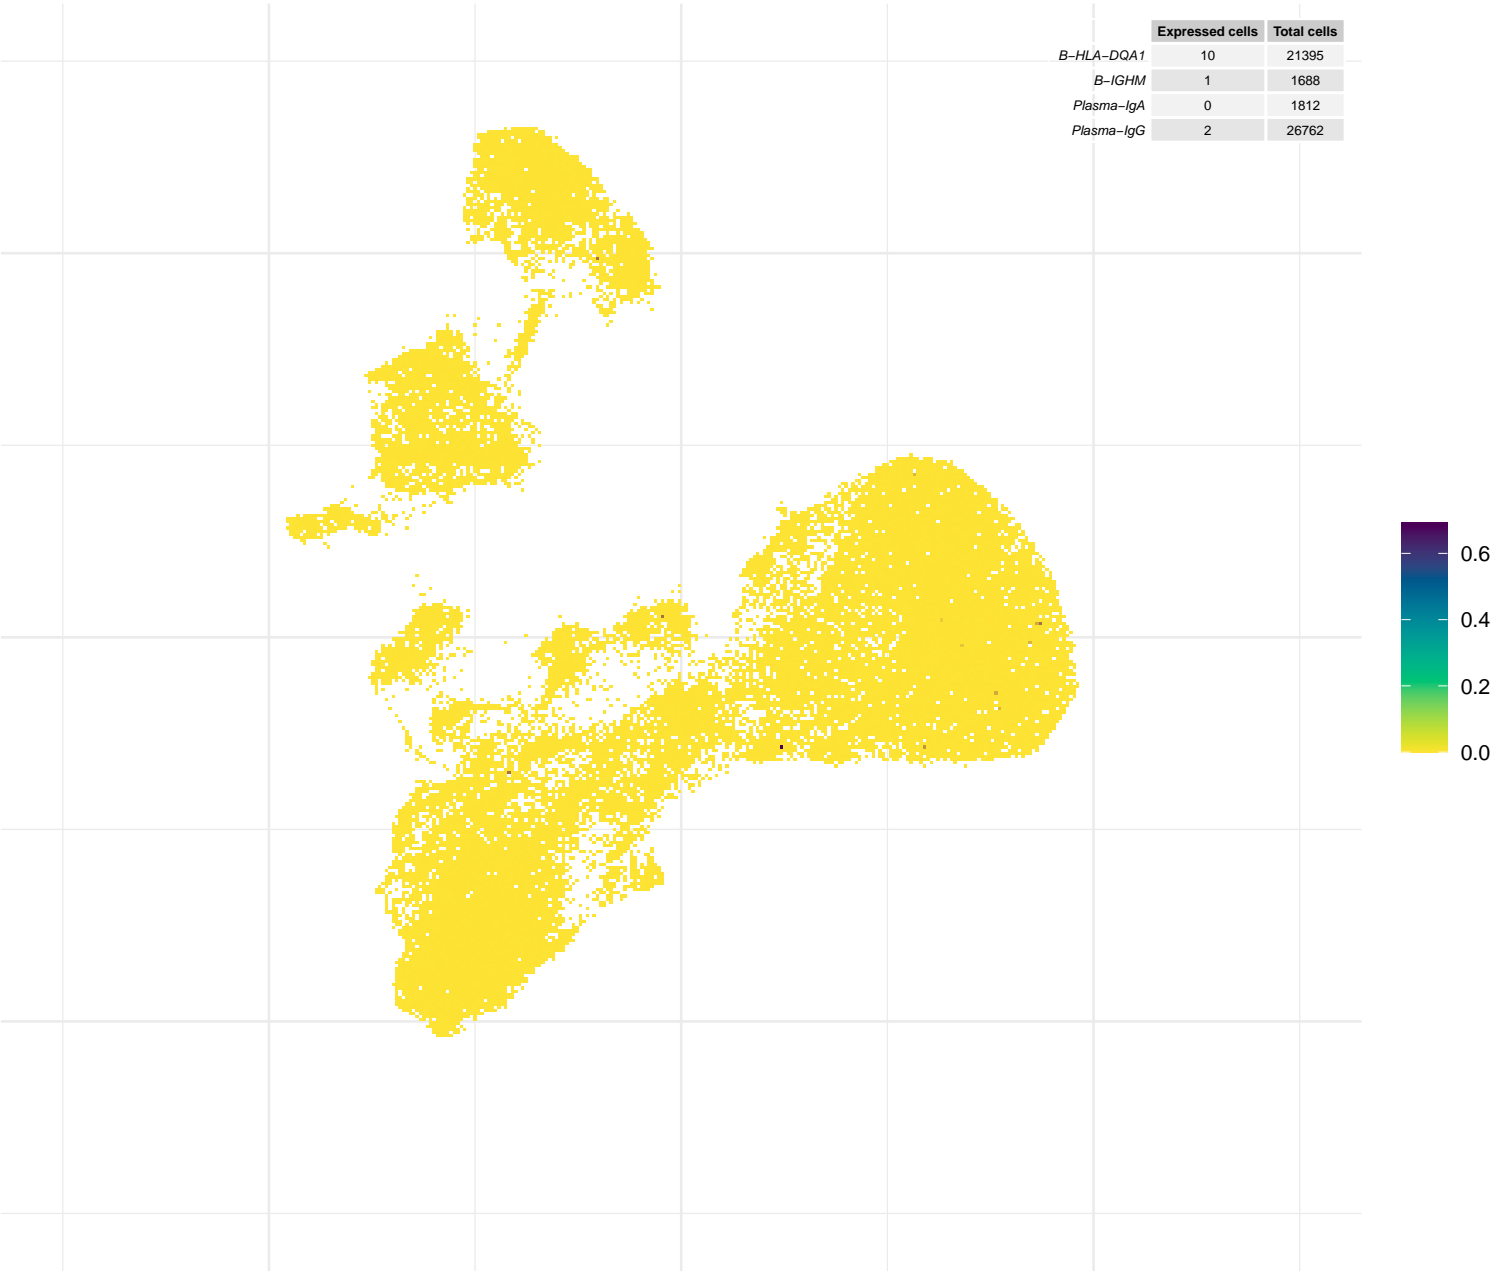 Expressed cells Total cells
B−HLA−DQA1 10 21395
B−IGHM 1 1688
Plasma−IgA 0 1812
Plasma−IgG 2 26762
0.6
0.4
0.2
0.0